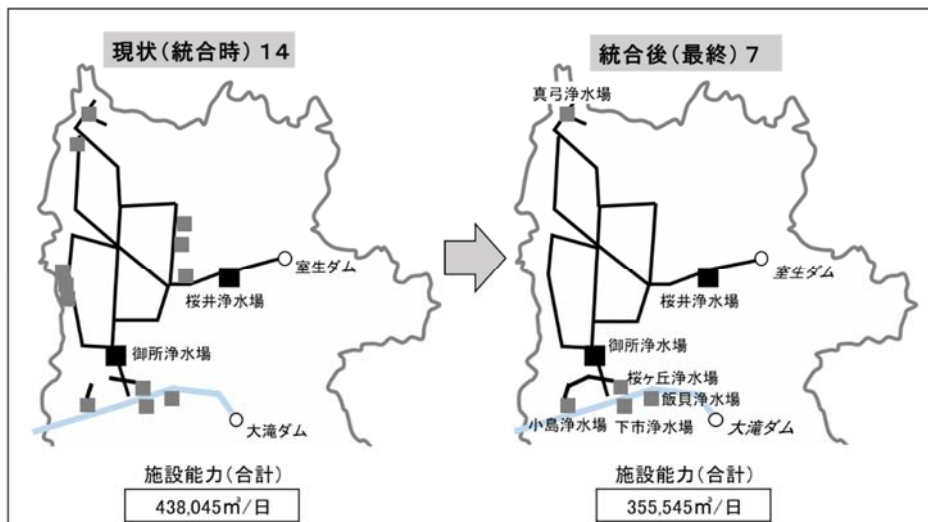 現状(統合時)14
室生ダム
桜井浄水場
御所浄水場
大滝ダム
施設能力(合計)
438,045㎥/日
統合後(最終)7
真弓浄水場
室生ダム
桜井浄水場
御所浄水場
桜ヶ丘浄水場
飯貝浄水場
小島浄水場
下市浄水場
大滝ダム
施設能力(合計)
355,545㎥/日